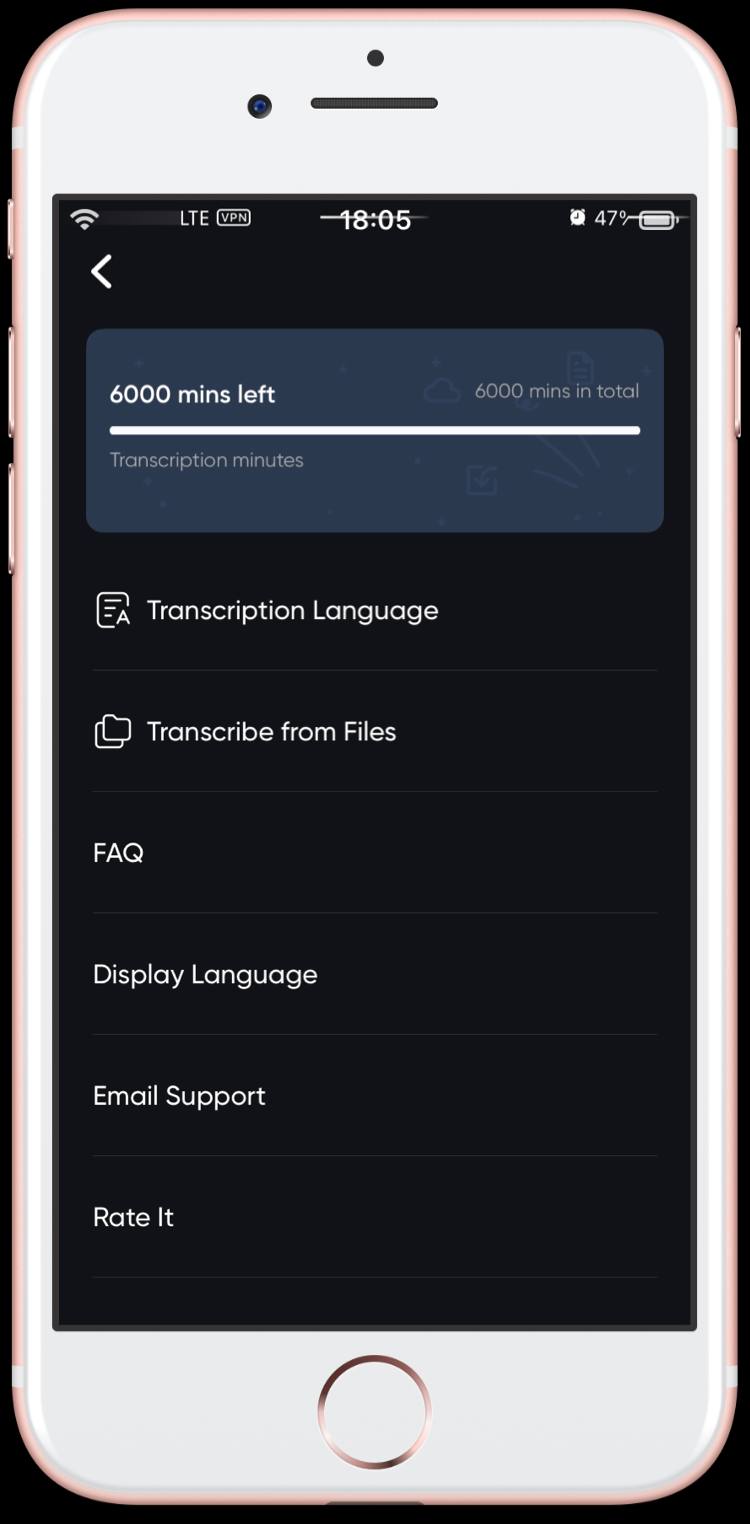 LTE VPN 18:05 47%
6000 mins left 6000 mins in total
Transcription minutes
Transcription Language
Transcribe from Files
FAQ
Display Language
Email Support
Rate It